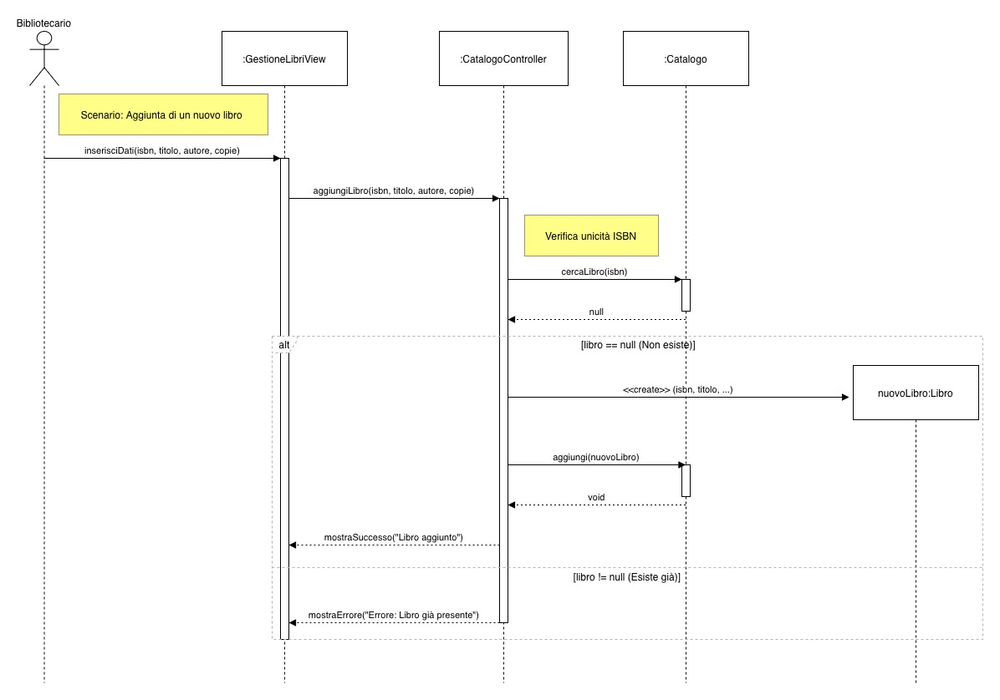 Bibliotecario
:GestioneLibriView
:CatalogoController
:Catalogo
Scenario: Aggiunta di un nuovo libro
inserisciDati(isbn, titolo, autore, copie)
aggiungiLibro(isbn, titolo, autore, copie)
Verifica unicità ISBN
cercaLibro(isbn)
null
alt
[libro == null (Non esiste)]
<<create>> (isbn, titolo, ...)
nuovoLibro:Libro
aggiungi(nuovoLibro)
void
mostraSuccesso("Libro aggiunto")
[libro != null (Esiste già)]
mostraErrore("Errore: Libro già presente")